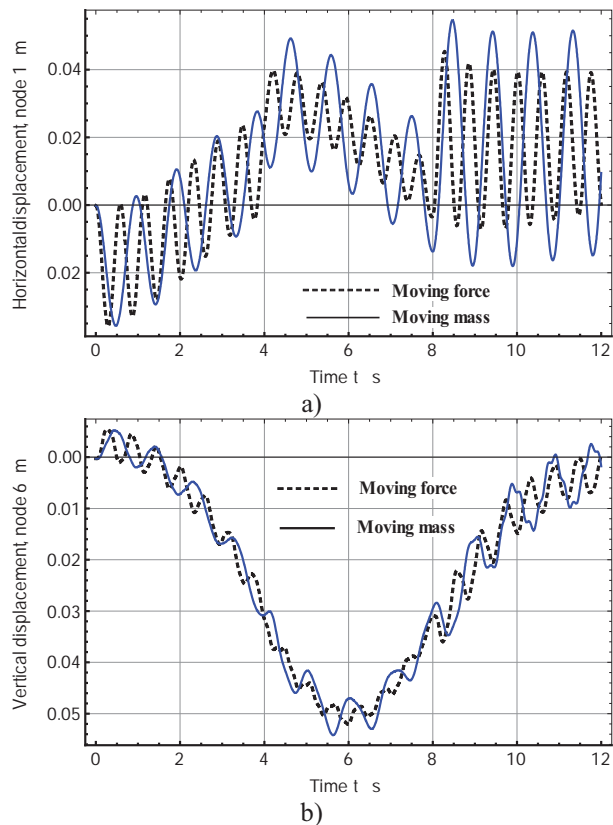 Horizontal displacement, node 1 m
0.04
0.02
0.00
0.02
Moving force
Moving mass
0 2 4 6 8 10 12
Time t s
a)
Vertical displacement, node 6 m
0.00
0.01
0.02
0.03
0.04
0.05
Moving force
Moving mass
0 2 4 6 8 10 12
Time t s
b)